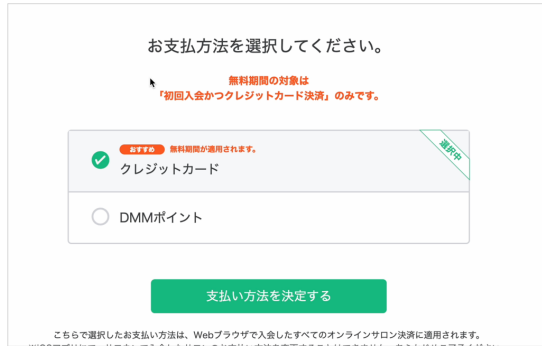 お支払方法を選択してください。
無料期間の対象は
「初回入会かつクレジットカード決済」のみです。
おすすめ 無料期間が適用されます。
選択中
クレジットカード
DMMポイント
支払い方法を決定する
こちらで選択したお支払い方法は、Webブラウザで入会したすべてのオンラインサロン決済に適用されます。